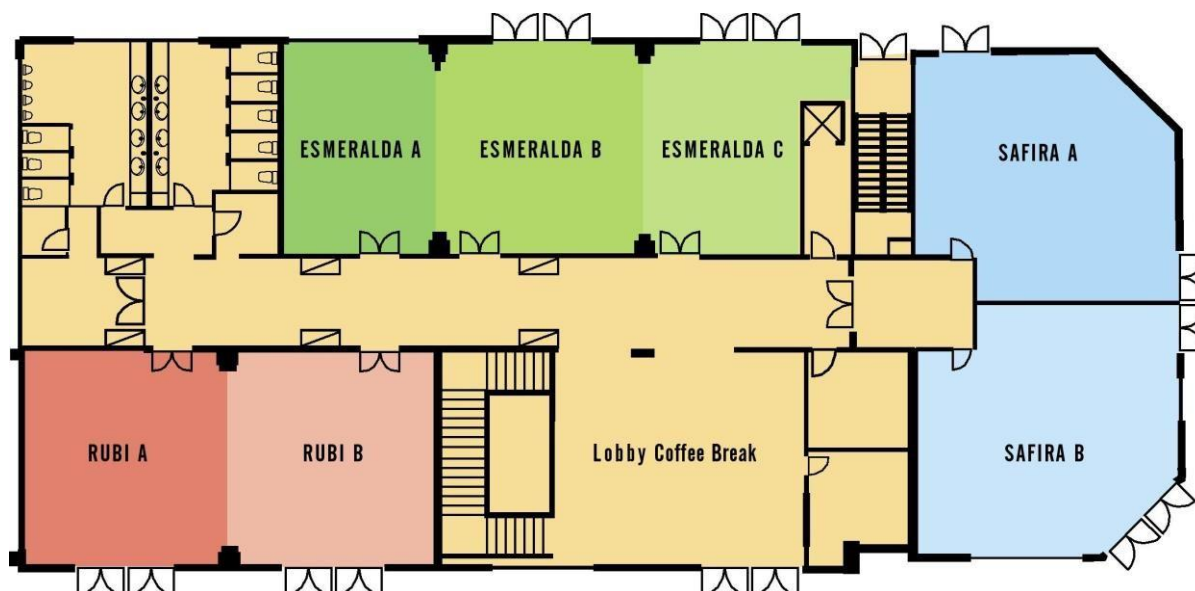 ESMERALDA A
ESMERALDA B
ESMERALDA C
SAFIRA A
RUBI A
RUBI B
Lobby Coffee Break
SAFIRA B